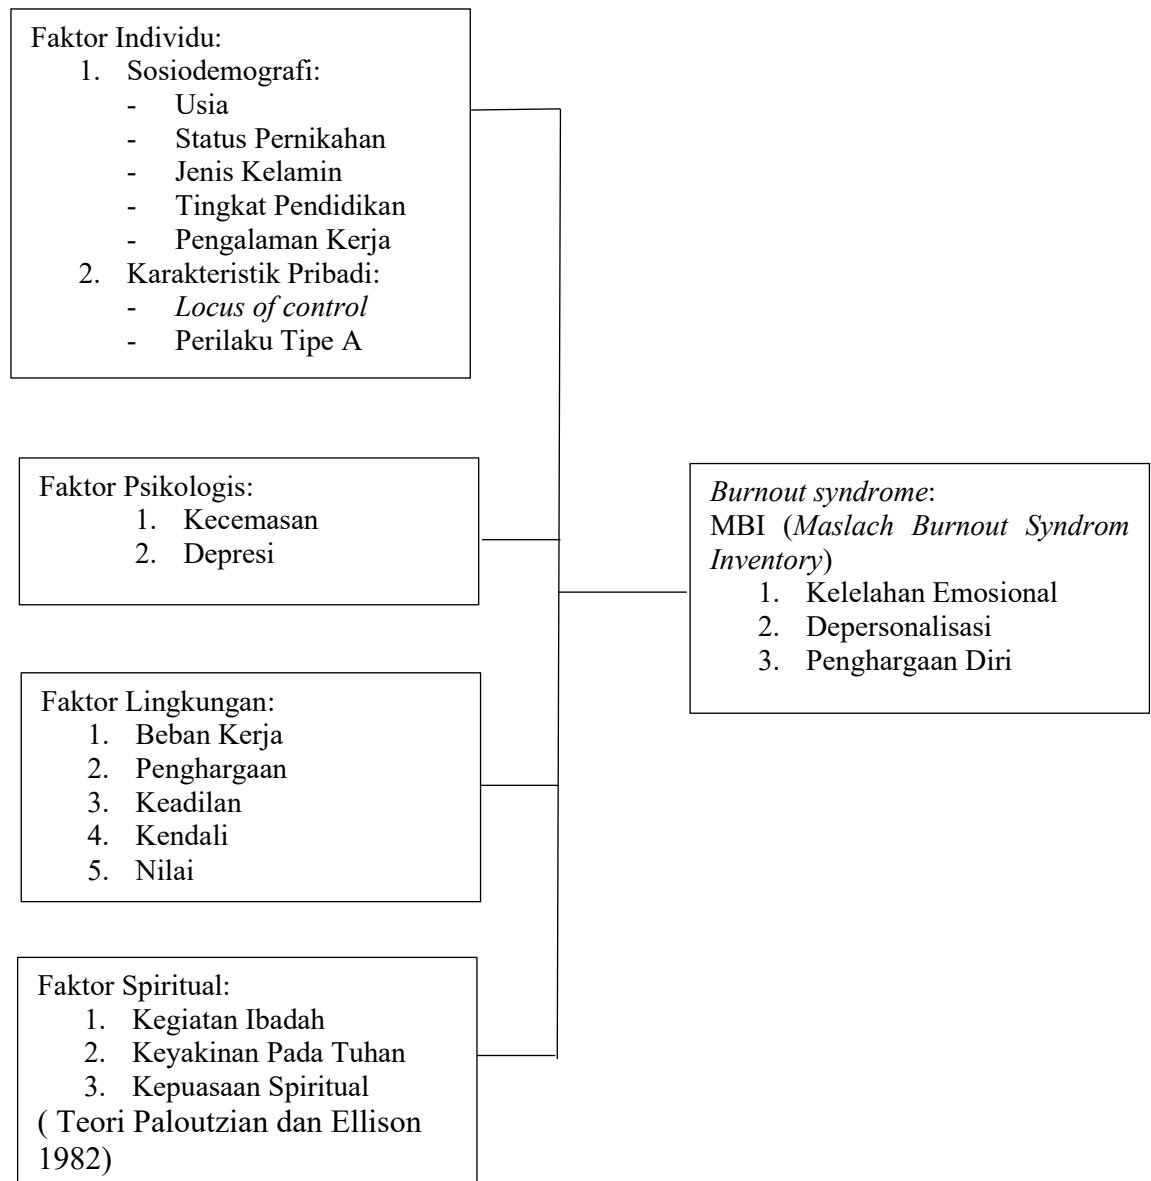 Faktor Individu:
1. Sosiodemografi:
- Usia
- Status Pernikahan
- Jenis Kelamin
- Tingkat Pendidikan
- Pengalaman Kerja
2. Karakteristik Pribadi:
- Locus of control
- Perilaku Tipe A
Faktor Psikologis:
1. Kecemasan
2. Depresi
Faktor Lingkungan:
1. Beban Kerja
2. Penghargaan
3. Keadilan
4. Kendali
5. Nilai
Faktor Spiritual:
1. Kegiatan Ibadah
2. Keyakinan Pada Tuhan
3. Kepuasaan Spiritual
( Teori Paloutzian dan Ellison
1982)
Burnout syndrome:
MBI (Maslach Burnout Syndrom
Inventory)
1. Kelelahan Emosional
2. Depersonalisasi
3. Penghargaan Diri